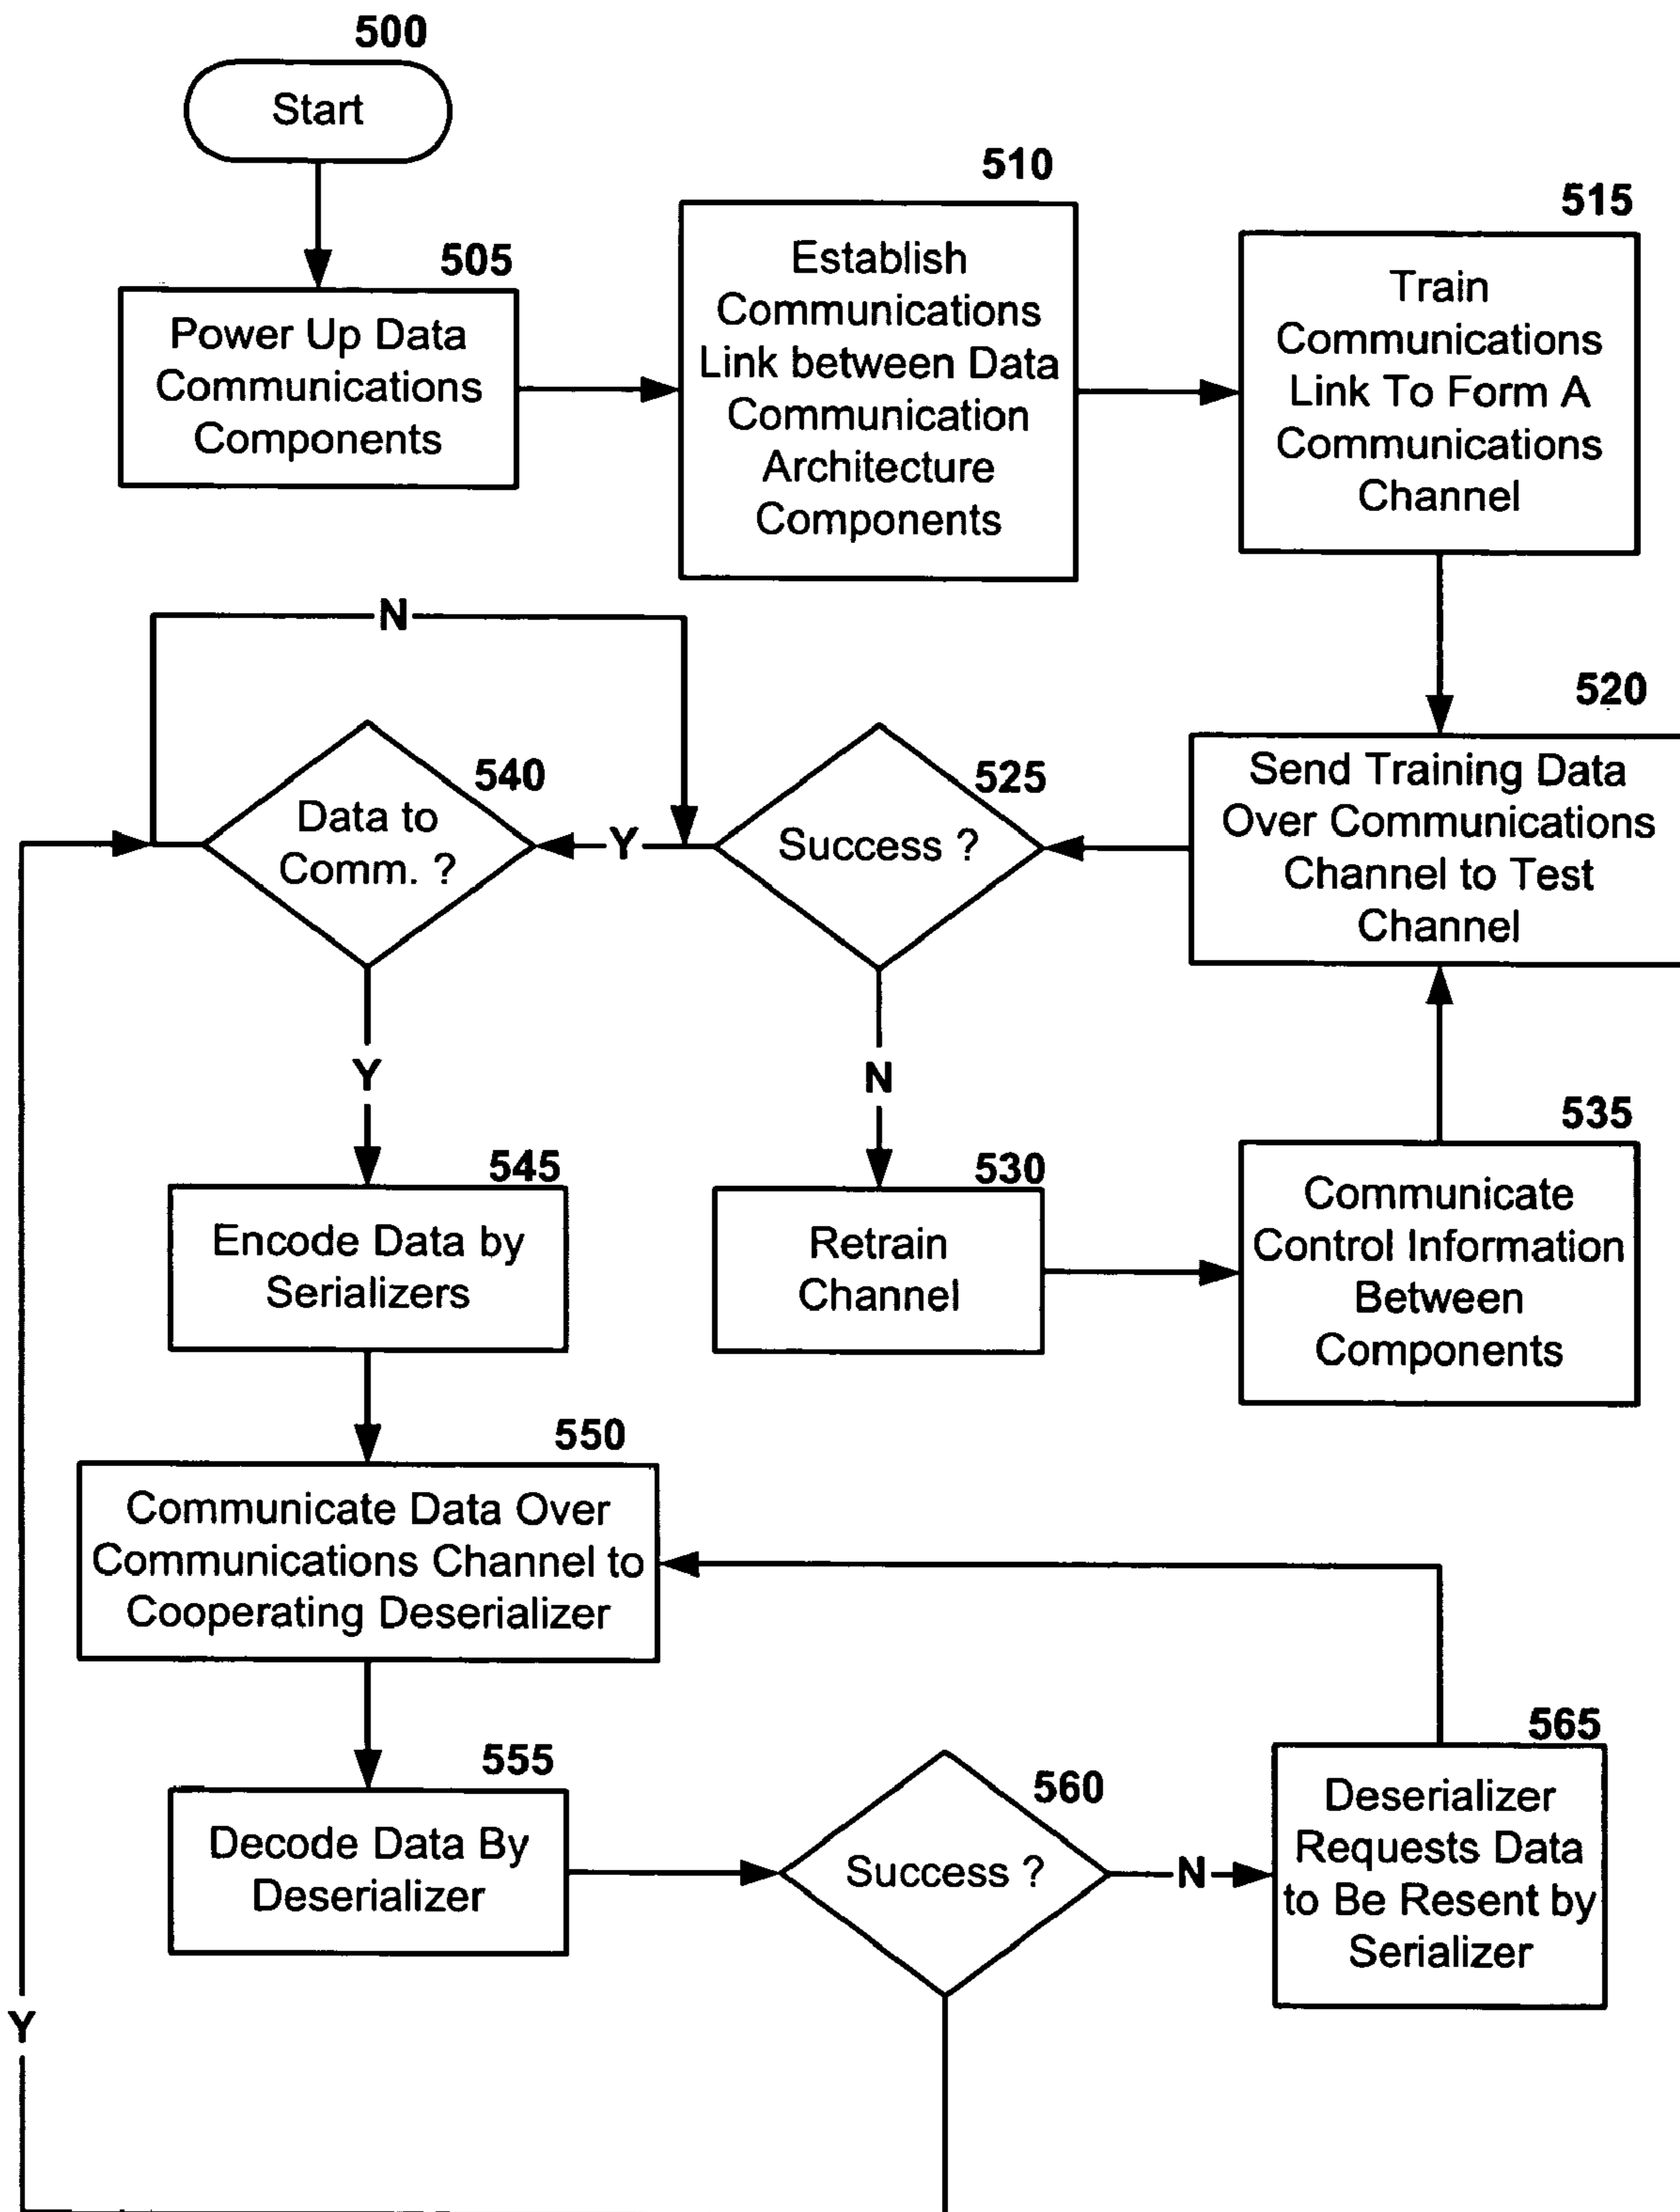 500
Start
505
Power Up Data
Communications
Components
510
Establish
Communications
Link between Data
Communication
Architecture
Components
515
Train
Communications
Link To Form A
Communications
Channel
520
Send Training Data
Over Communications
Channel to Test
Channel
525
Success ?
N
Y
540
Data to
Comm. ?
N
Y
530
Retrain
Channel
535
Communicate
Control Information
Between
Components
545
Encode Data by
Serializers
550
Communicate Data Over
Communications Channel to
Cooperating Deserializer
555
Decode Data By
Deserializer
560
Success ?
N
565
Deserializer
Requests Data
to Be Resent by
Serializer
Y